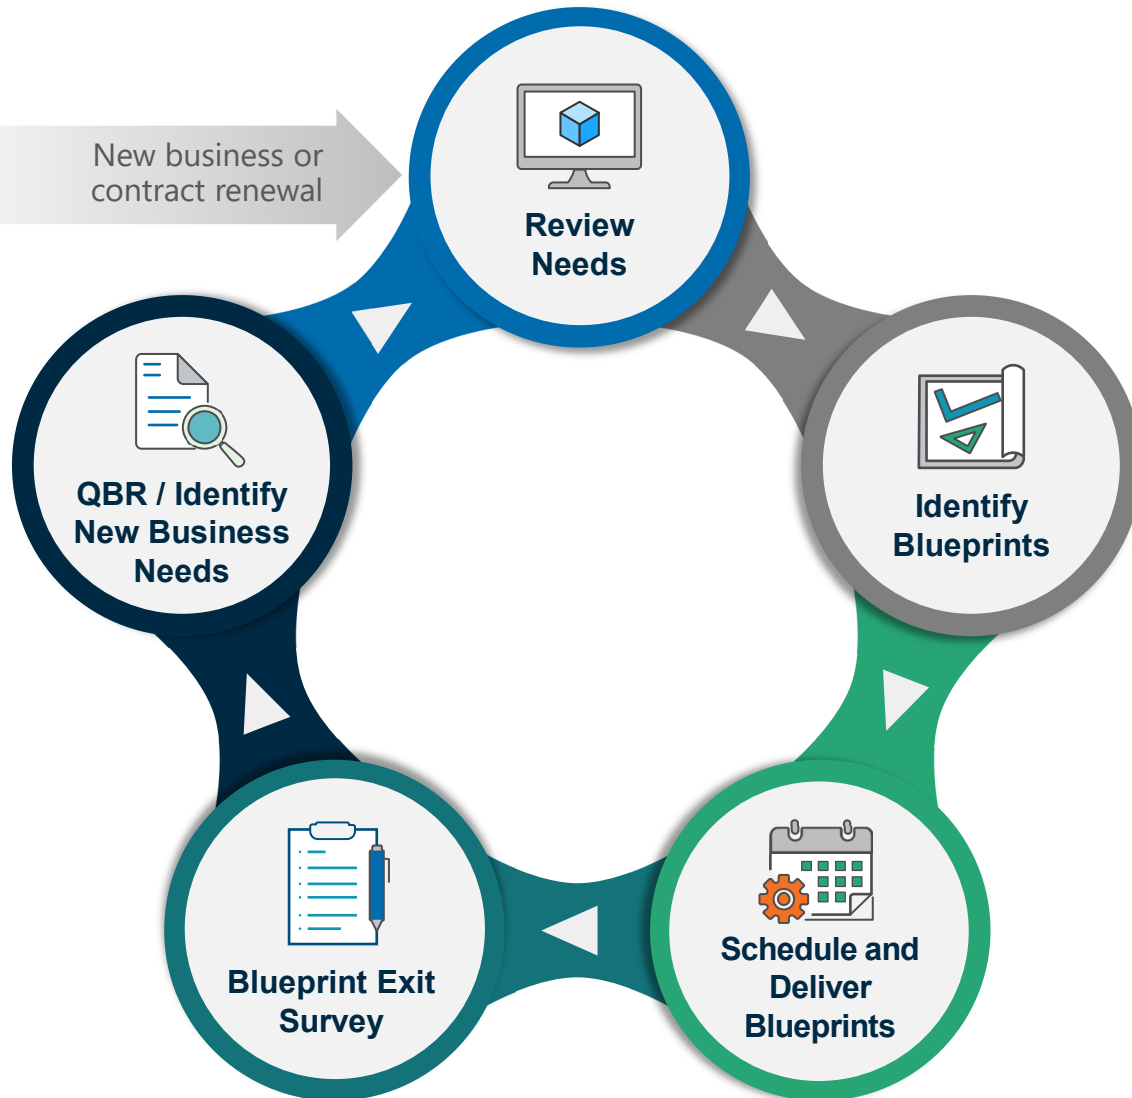 New business or
contract renewal
Review
Needs
Identify
Blueprints
Schedule and
Deliver
Blueprints
Blueprint Exit
Survey
QBR / Identify
New Business
Needs